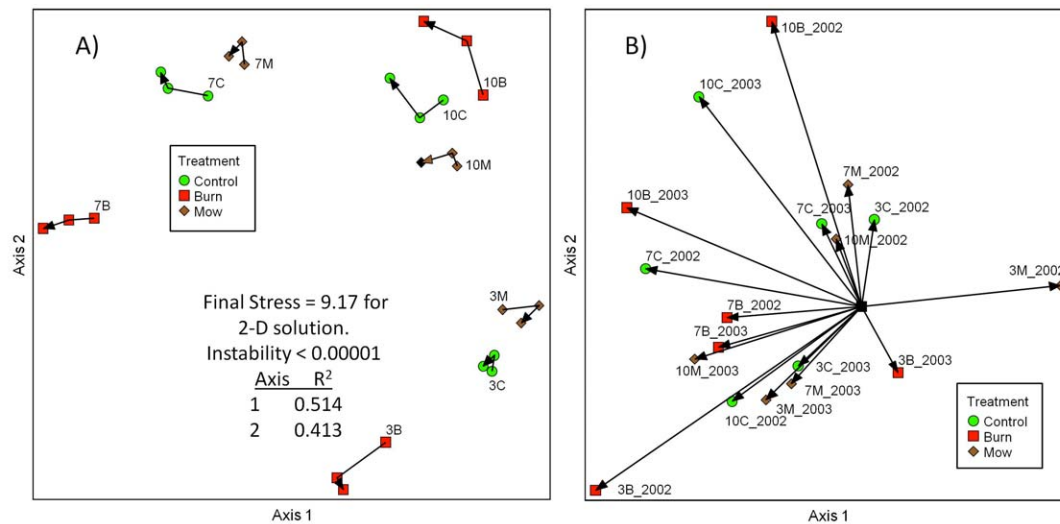 A)
7M
7C
10B
10C
10M
Treatment
Control
Burn
Mow
7B
Axis 2
Final Stress = 9.17 for
2-D solution.
Instability < 0.00001
Axis R²
1 0.514
2 0.413
3M
3C
3B
Axis 1
B)
10B_2002
10C_2003
7M_2002
10B_2003
7C_2003
3C_2002
10M_2002
7C_2002
3M_2002
Axis 2
7B_2002
7B_2003
10M_2003
3C_2003
3B_2003
7M_2003
3M_2003
10C_2002
Treatment
Control
Burn
Mow
3B_2002
Axis 1